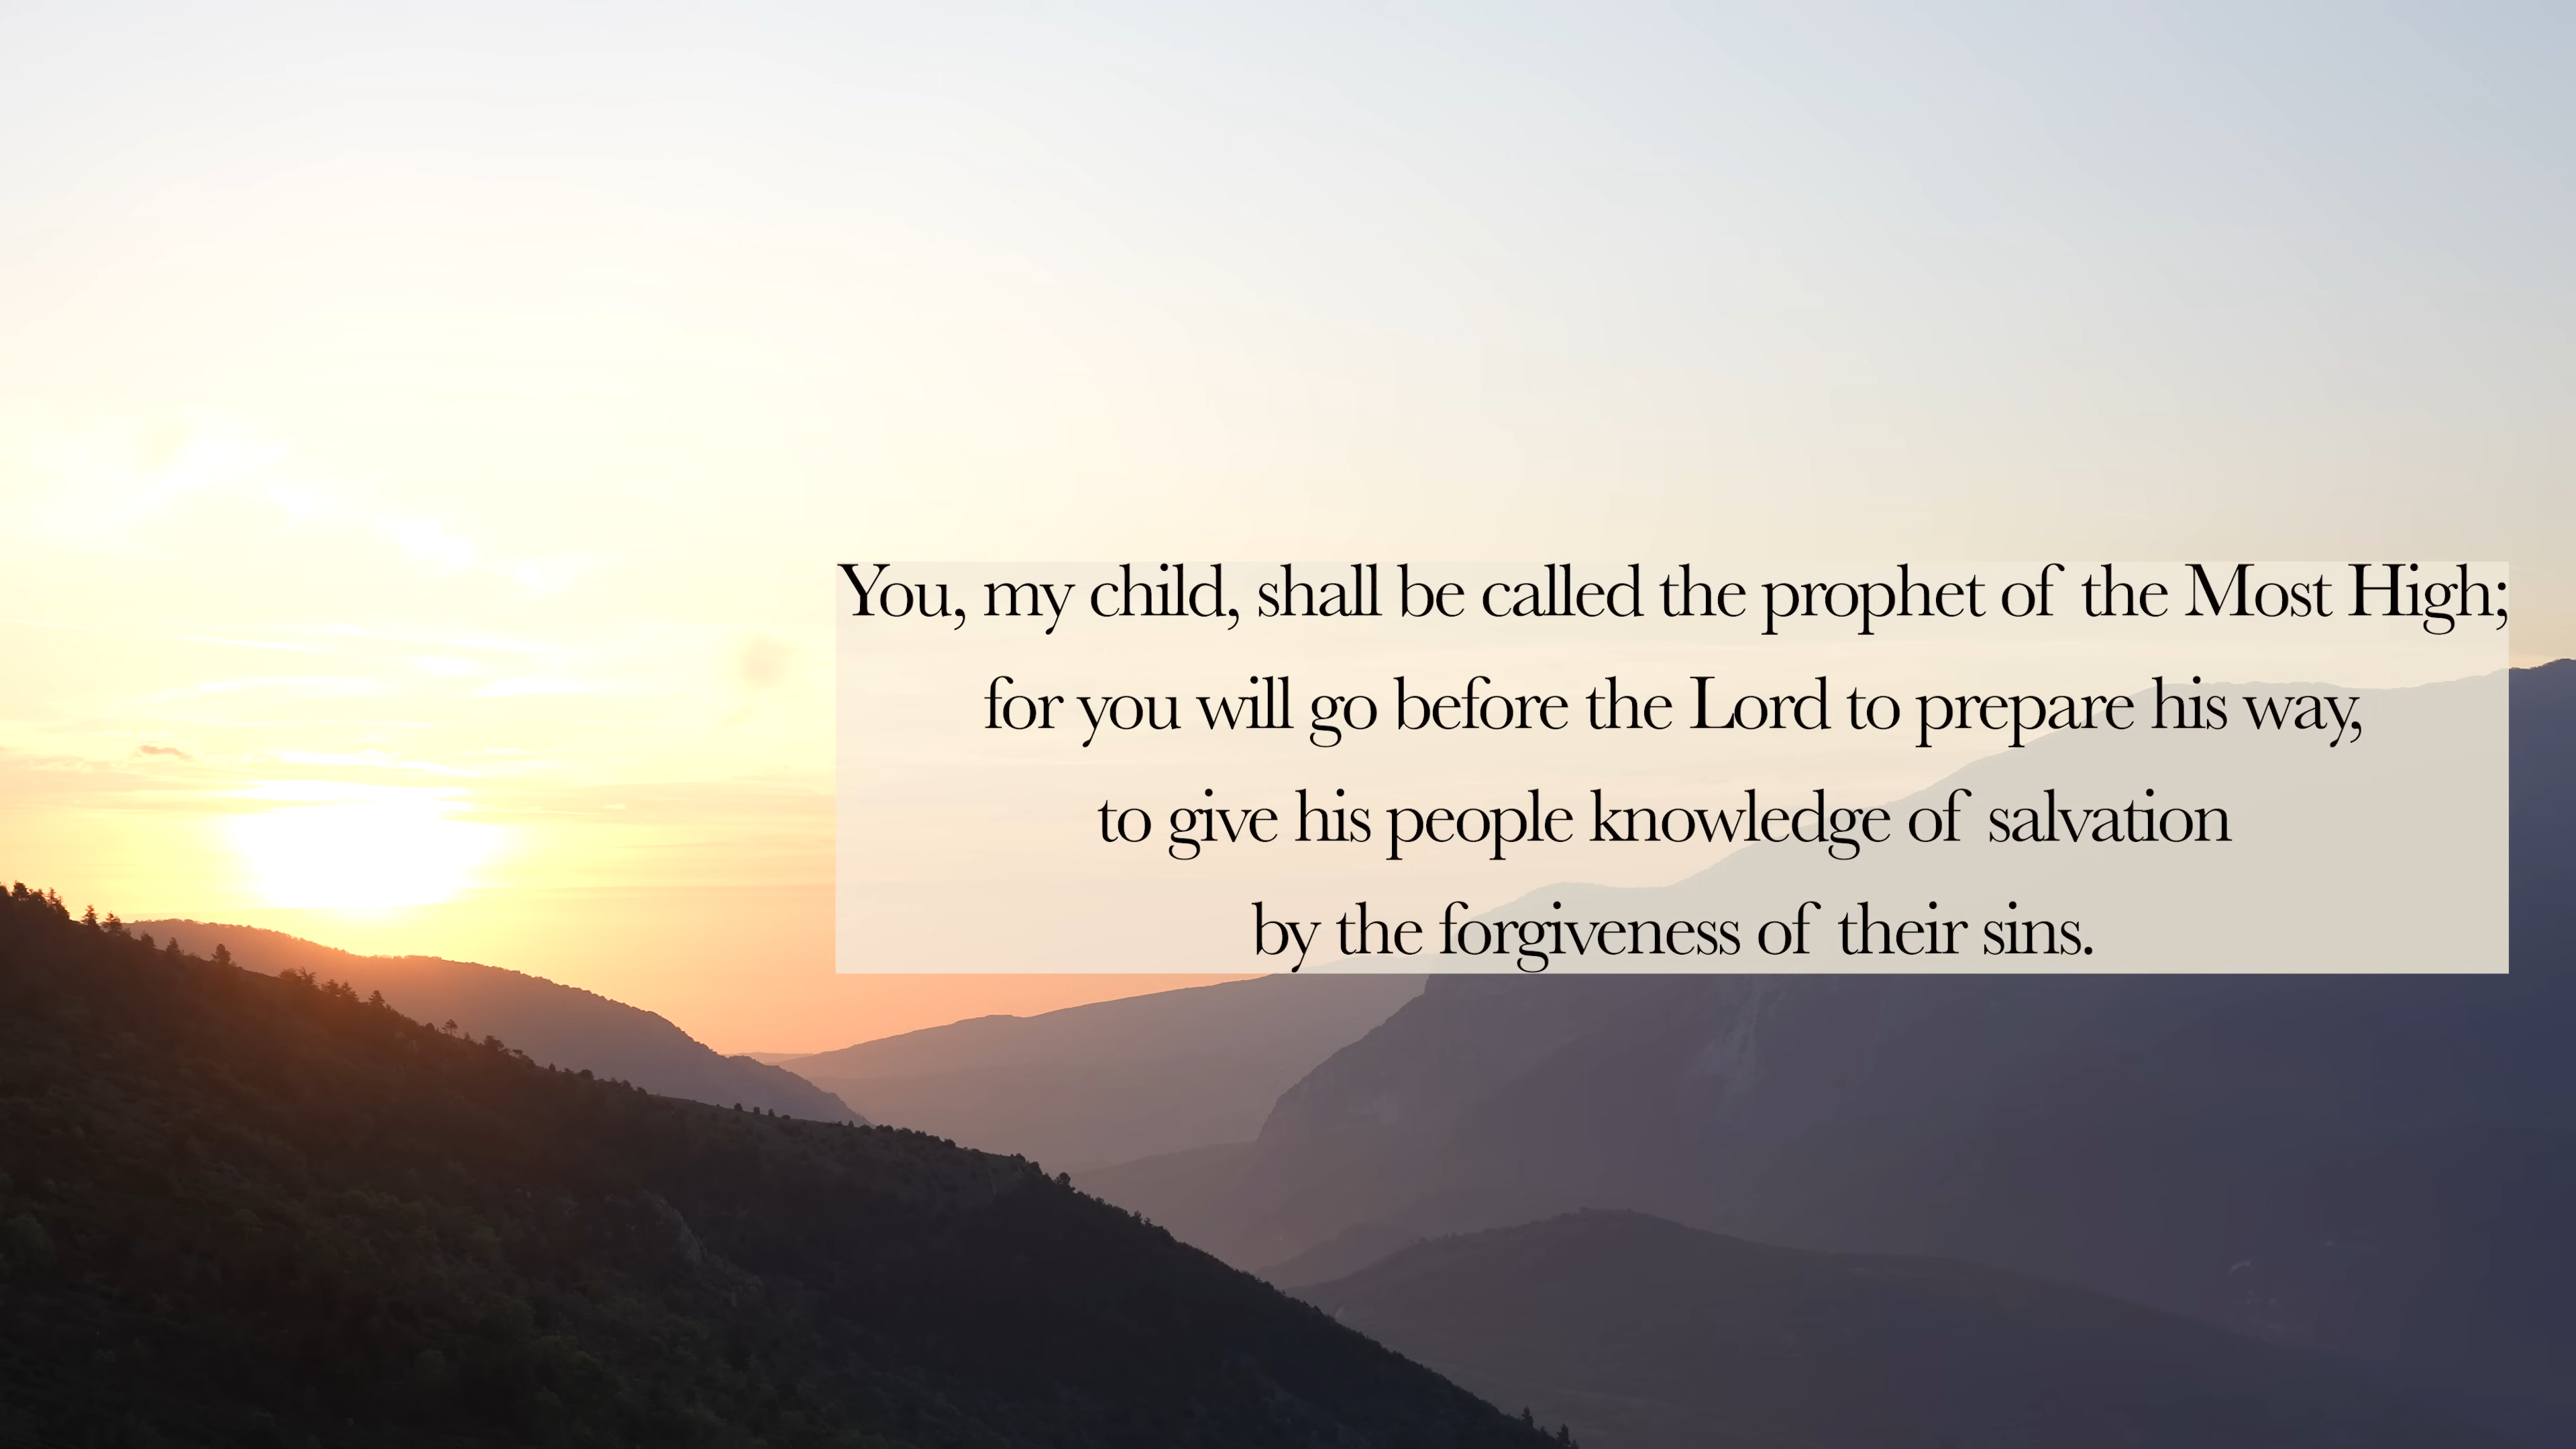 You, my child, shall be called the prophet of the Most High;
for you will go before the Lord to prepare his way,
to give his people knowledge of salvation
by the forgiveness of their sins.